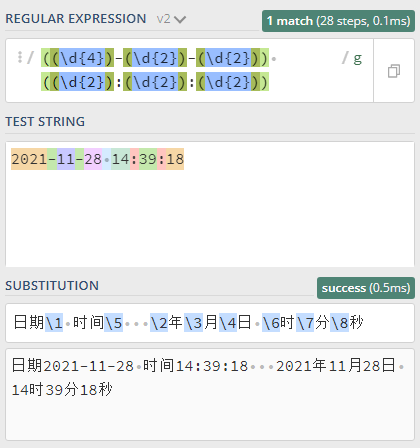 REGULAR EXPRESSION v2
1 match (28 steps, 0.1ms)
/ ((\d{4})-(\d{2})-(\d{2})) / g
((\d{2}):(\d{2}):(\d{2}))
TEST STRING
2021-11-28 14:39:18
SUBSTITUTION
success (0.5ms)
日期\1 时间\5   \2年\3月\4日 \6时\7分\8秒
日期2021-11-28 时间14:39:18   2021年11月28日
14时39分18秒